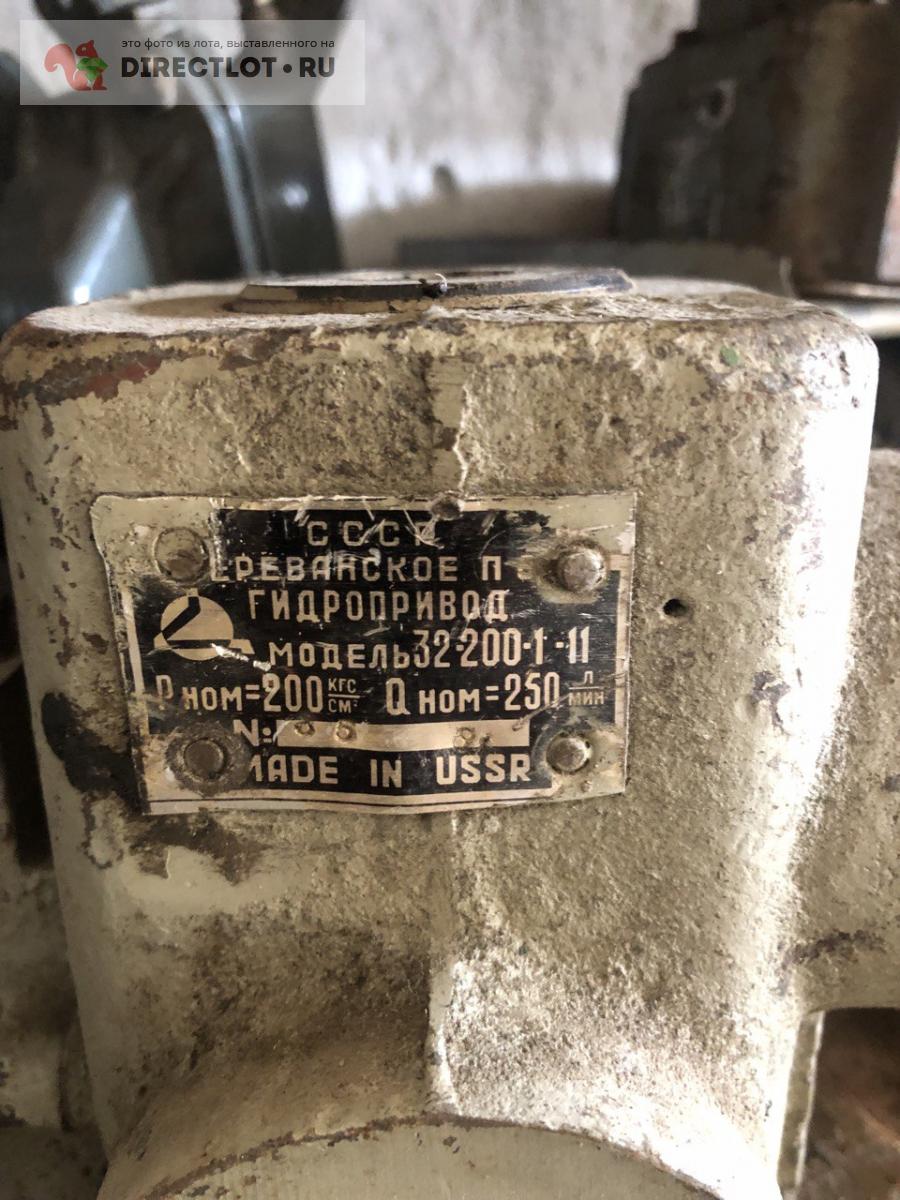 это фото из лота, выставленного на
DIRECTLOT.RU
СССР
ЕРЕВАНСКОЕ П
ГИДРОПРИВОД
МОДЕЛЬ 32-200-1-11
Р ном=200 кгс/см² Q ном=250 л/мин
N:
MADE IN USSR